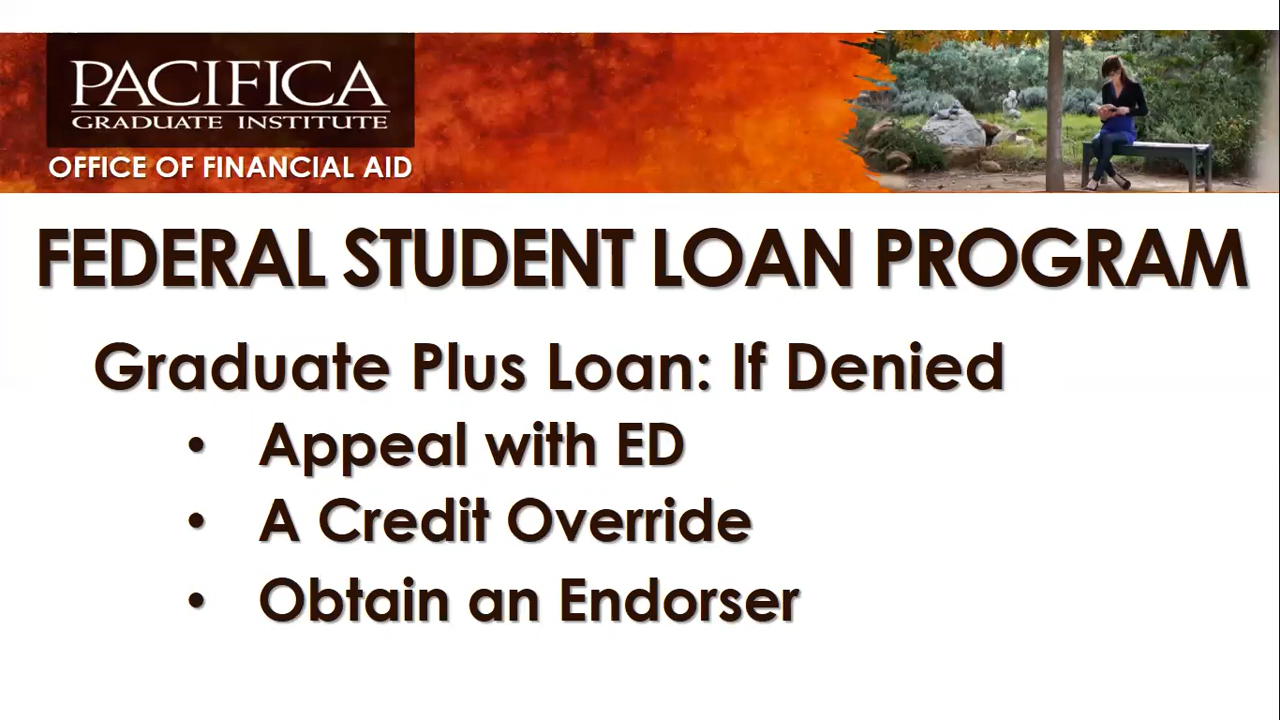 PACIFICA
GRADUATE INSTITUTE
OFFICE OF FINANCIAL AID
FEDERAL STUDENT LOAN PROGRAM
Graduate Plus Loan: If Denied
• Appeal with ED
• A Credit Override
• Obtain an Endorser